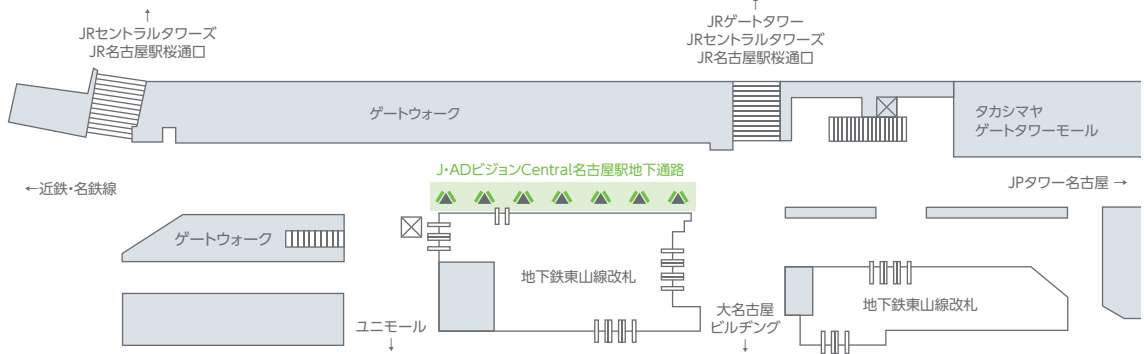 ↑
JRセントラルタワーズ
JR名古屋駅桜通口
↑
JRゲートタワー
JRセントラルタワーズ
JR名古屋駅桜通口
ゲートウォーク
タカシマヤ
ゲートタワーモール
J・ADビジョンCentral名古屋駅地下通路
←近鉄・名鉄線
JPタワー名古屋 →
ゲートウォーク
地下鉄東山線改札
地下鉄東山線改札
ユニモール
↓
大名古屋
ビルヂング
↓